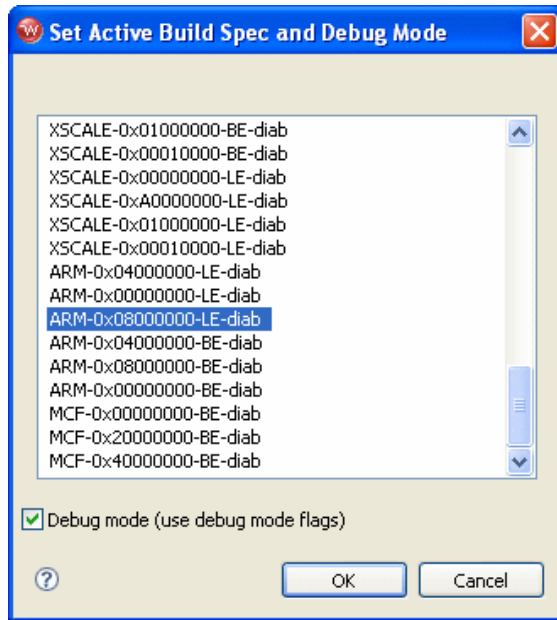 Set Active Build Spec and Debug Mode
XSCALE-0x01000000-BE-diab
XSCALE-0x00010000-BE-diab
XSCALE-0x00000000-LE-diab
XSCALE-0xA0000000-LE-diab
XSCALE-0x01000000-LE-diab
XSCALE-0x00010000-LE-diab
ARM-0x04000000-LE-diab
ARM-0x00000000-LE-diab
ARM-0x08000000-LE-diab
ARM-0x04000000-BE-diab
ARM-0x08000000-BE-diab
ARM-0x00000000-BE-diab
MCF-0x00000000-BE-diab
MCF-0x20000000-BE-diab
MCF-0x40000000-BE-diab
Debug mode (use debug mode flags)
? OK Cancel